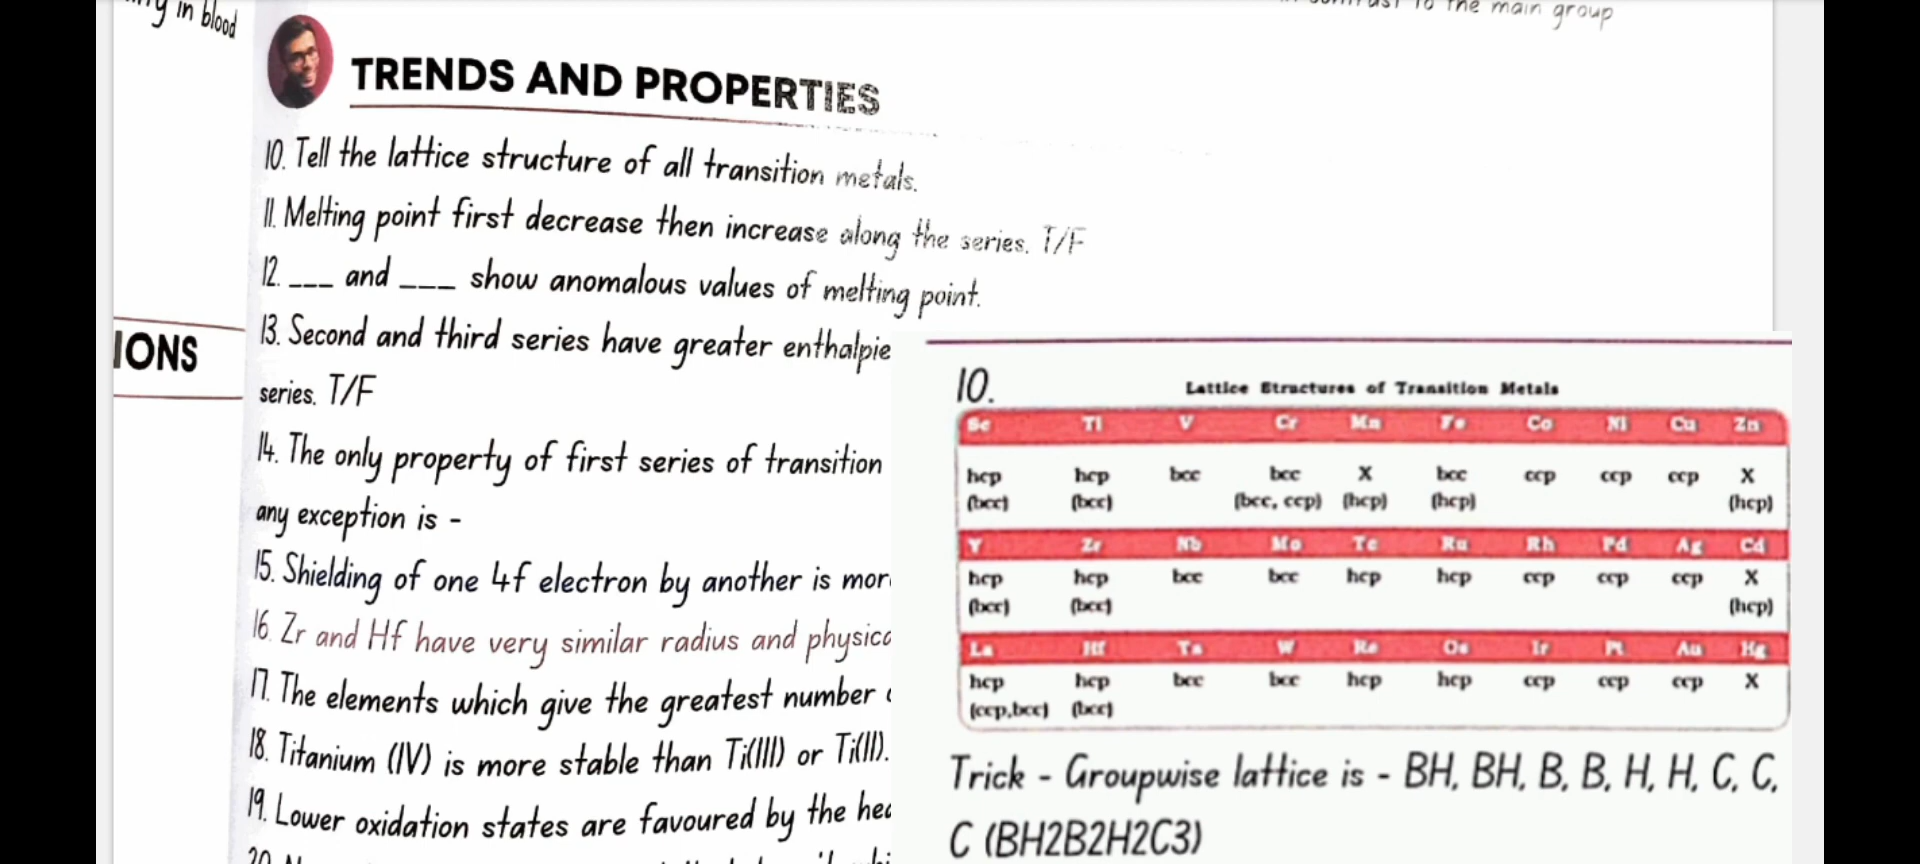 in blood
to the main group
TRENDS AND PROPERTIES
10. Tell the lattice structure of all transition metals.
11. Melting point first decrease then increase along the series. T/F
12. ___ and ___ show anomalous values of melting point.
13. Second and third series have greater enthalpie
series. T/F
IONS
14. The only property of first series of transition
any exception is -
15. Shielding of one 4f electron by another is mor
16. Zr and Hf have very similar radius and physic
17. The elements which give the greatest number
18. Titanium (IV) is more stable than Ti(III) or Ti(II).
19. Lower oxidation states are favoured by the hea
20.
10.
Lattice Structures of Transition Metals
Sc Ti V Cr Mn Fe Co Ni Cu Zn
hcp hcp bcc bcc X bcc ccp ccp ccp X
(bcc) (bcc) (bcc, ccp) (hcp) (hcp) (hcp)
Y Zr Nb Mo Tc Ru Rh Pd Ag Cd
hcp hcp bcc bcc hcp hcp ccp ccp ccp X
(bcc) (bcc) (hcp)
La Hf Ta W Re Os Ir Pt Au Hg
hcp hcp bcc bcc hcp hcp ccp ccp ccp X
(ccp,bcc) (bcc)
Trick - Groupwise lattice is - BH, BH, B, B, H, H, C, C,
C (BH2B2H2C3)